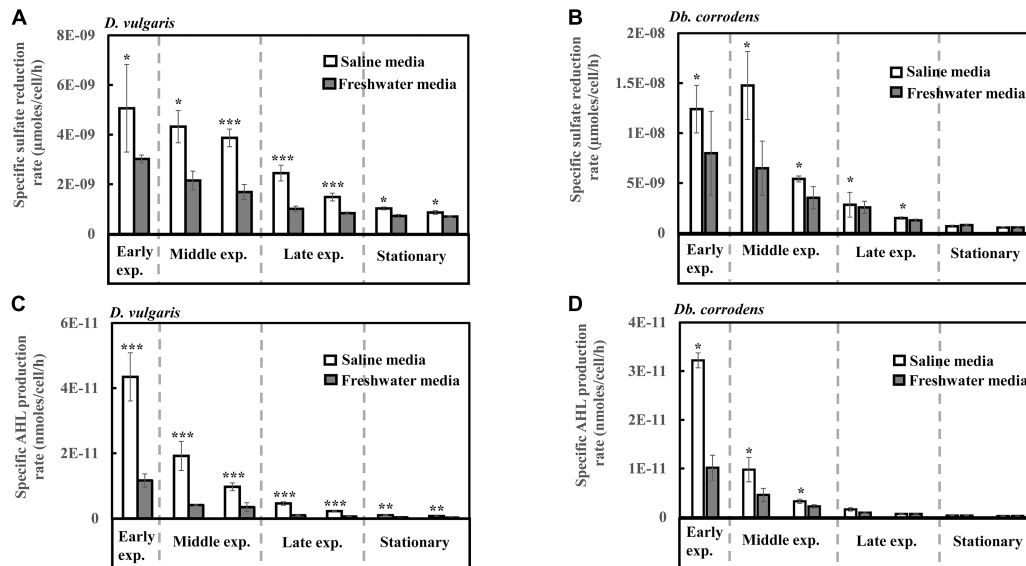 A
D. vulgaris
Specific sulfate reduction
rate (µmoles/cell/h)
8E-09
6E-09
4E-09
2E-09
0
Saline media
Freshwater media
*
*
***
***
***
*
*
Early
exp.
Middle exp.
Late exp.
Stationary
B
Db. corrodens
Specific sulfate reduction
rate (µmoles/cell/h)
2E-08
1.5E-08
1E-08
5E-09
0
Saline media
Freshwater media
*
*
*
*
*
Early
exp.
Middle exp.
Late exp.
Stationary
C
D. vulgaris
Specific AHL production
rate (nmoles/cell/h)
6E-11
4E-11
2E-11
0
Saline media
Freshwater media
***
***
***
***
***
**
**
Early
exp.
Middle exp.
Late exp.
Stationary
D
Db. corrodens
Specific AHL production
rate (nmoles/cell/h)
4E-11
3E-11
2E-11
1E-11
0
Saline media
Freshwater media
*
*
*
Early
exp.
Middle exp.
Late exp.
Stationary